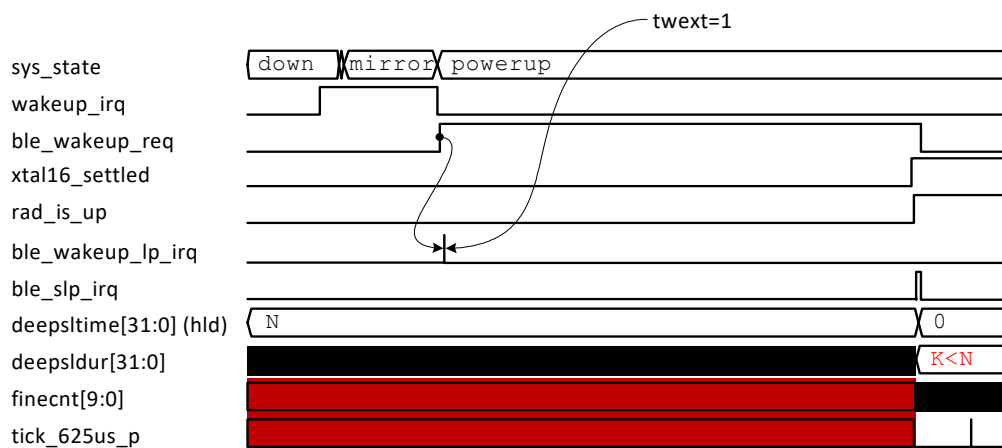 twext=1
sys_state down mirror powerup
wakeup_irq
ble_wakeup_req
xtal16_settled
rad_is_up
ble_wakeup_lp_irq
ble_slp_irq
deepsltime[31:0] (hld) N 0
deepsldur[31:0] K<N
finecnt[9:0]
tick_625us_p